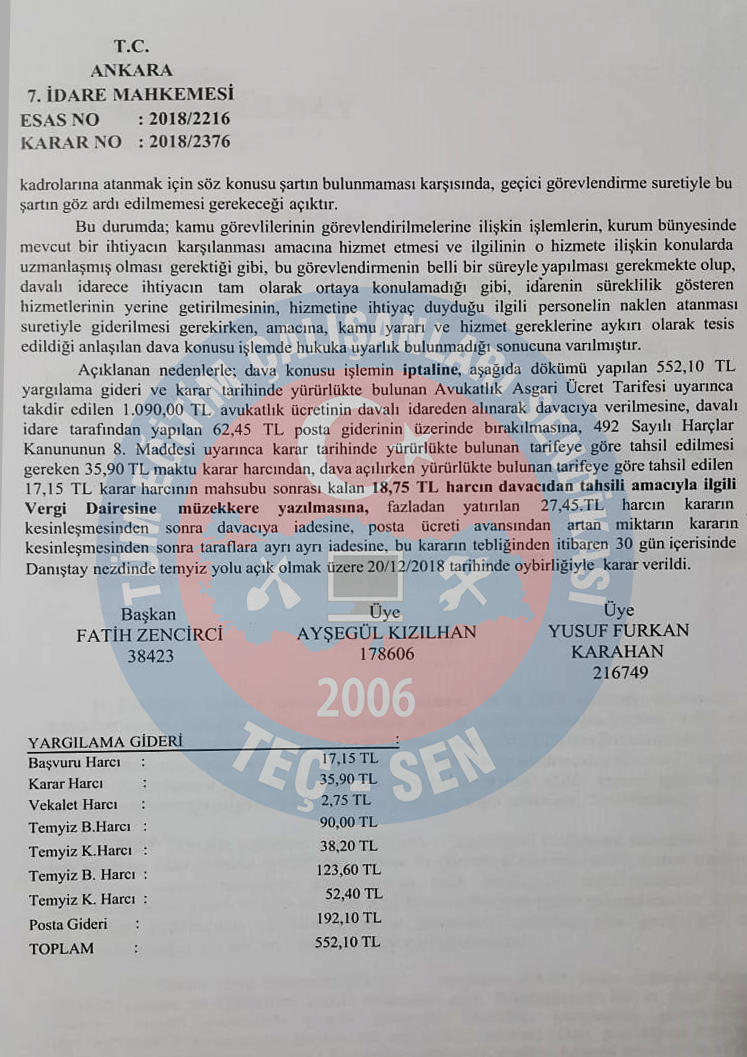 T.C.
ANKARA
7. İDARE MAHKEMESİ
ESAS NO : 2018/2216
KARAR NO : 2018/2376
kadrolarına atanmak için söz konusu şartın bulunmaması karşısında, geçici görevlendirme suretiyle bu
şartın göz ardı edilmemesi gerekeceği açıktır.
Bu durumda; kamu görevlilerinin görevlendirilmelerine ilişkin işlemlerin, kurum bünyesinde
mevcut bir ihtiyacın karşılanması amacına hizmet etmesi ve ilgilinin o hizmete ilişkin konularda
uzmanlaşmış olması gerektiği gibi, bu görevlendirmenin belli bir süreyle yapılması gerekmekte olup,
davalı idarece ihtiyacın tam olarak ortaya konulamadığı gibi, idarenin süreklilik gösteren
hizmetlerinin yerine getirilmesinin, hizmetine ihtiyaç duyduğu ilgili personelin naklen atanması
suretiyle giderilmesi gerekirken, amacına, kamu yararı ve hizmet gereklerine aykırı olarak tesis
edildiği anlaşılan dava konusu işlemde hukuka uyarlık bulunmadığı sonucuna varılmıştır.
Açıklanan nedenlerle; dava konusu işlemin iptaline, aşağıda dökümü yapılan 552,10 TL
yargılama gideri ve karar tarihinde yürürlükte bulunan Avukatlık Asgari Ücret Tarifesi uyarınca
takdir edilen 1.090,00 TL avukatlık ücretinin davalı idareden alınarak davacıya verilmesine, davalı
idare tarafından yapılan 62,45 TL posta giderinin üzerinde bırakılmasına, 492 Sayılı Harçlar
Kanununun 8. Maddesi uyarınca karar tarihinde yürürlükte bulunan tarifeye göre tahsil edilmesi
gereken 35,90 TL maktu karar harcından, dava açılırken yürürlükte bulunan tarifeye göre tahsil edilen
17,15 TL karar harcının mahsubu sonrası kalan 18,75 TL harcın davacıdan tahsili amacıyla ilgili
Vergi Dairesine müzekkere yazılmasına, fazladan yatırılan 27,45.TL harcın kararın
kesinleşmesinden sonra davacıya iadesine, posta ücreti avansından artan miktarın kararın
kesinleşmesinden sonra taraflara ayrı ayrı iadesine, bu kararın tebliğinden itibaren 30 gün içerisinde
Danıştay nezdinde temyiz yolu açık olmak üzere 20/12/2018 tarihinde oybirliğiyle karar verildi.
Başkan
FATİH ZENCİRCİ
38423
Üye
AYŞEGÜL KIZILHAN
178606
Üye
YUSUF FURKAN
KARAHAN
216749
TÜM EĞİTİM ÇALIŞANLARI SENDİKASI
2006
TEÇ - SEN
YARGILAMA GİDERİ :
Başvuru Harcı : 17,15 TL
Karar Harcı : 35,90 TL
Vekalet Harcı : 2,75 TL
Temyiz B.Harcı : 90,00 TL
Temyiz K.Harcı : 38,20 TL
Temyiz B. Harcı : 123,60 TL
Temyiz K. Harcı : 52,40 TL
Posta Gideri : 192,10 TL
TOPLAM : 552,10 TL